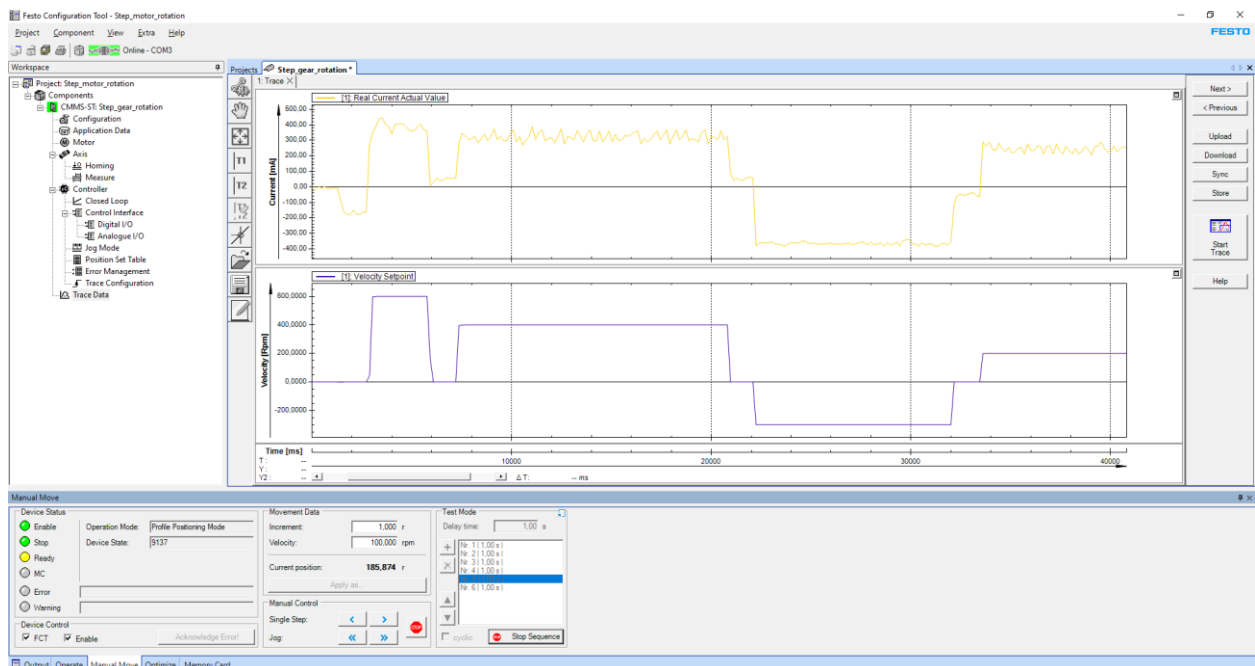 Festo Configuration Tool - Step_motor_rotation
Project Component View Extra Help
FESTO
Online - COM3
Workspace
Project: Step_motor_rotation
Components
CMMS-ST: Step_gear_rotation
Configuration
Application Data
Motor
Axis
Homing
Measure
Controller
Closed Loop
Control Interface
Digital I/O
Analogue I/O
Jog Mode
Position Set Table
Error Management
Trace Configuration
Trace Data
Projects Step_gear_rotation *
1: Trace
T1
T2
[1]: Real Current Actual Value
Current [mA]
500,00
400,00
300,00
200,00
100,00
0,00
-100,00
-200,00
-300,00
-400,00
[1]: Velocity Setpoint
Velocity [Rpm]
600,0000
400,0000
200,0000
0,0000
-200,0000
Time [ms]
10000 20000 30000 40000
T : --
Y : --
Y2 : -- Δ T: -- ms
Next >
< Previous
Upload
Download
Sync
Store
Start
Trace
Help
Manual Move
Device Status
Enable
Stop
Ready
MC
Error
Warning
Operation Mode: Profile Positioning Mode
Device State: 9137
Device Control
FCT Enable Acknowledge Error!
Movement Data
Increment: 1,000 r
Velocity: 100,000 rpm
Current position: 185,874 r
Apply as...
Manual Control
Single Step: < >
Jog: << >>
STOP
Test Mode
Delay time: 1,00 s
Nr. 1 | 1,00 s |
Nr. 2 | 1,00 s |
Nr. 3 | 1,00 s |
Nr. 4 | 1,00 s |
Nr. 6 | 1,00 s |
cyclic Stop Sequence
Output Operate Manual Move Optimize Memory Card